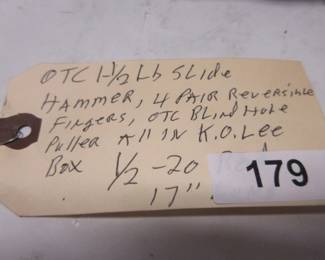 OTC 1-1/2 Lb Slide
HAMMER, 4 PAIR Reversible
Fingers, OTC Blind Hole
Puller All IN K.O. Lee
Box 1/2-20
179
17"